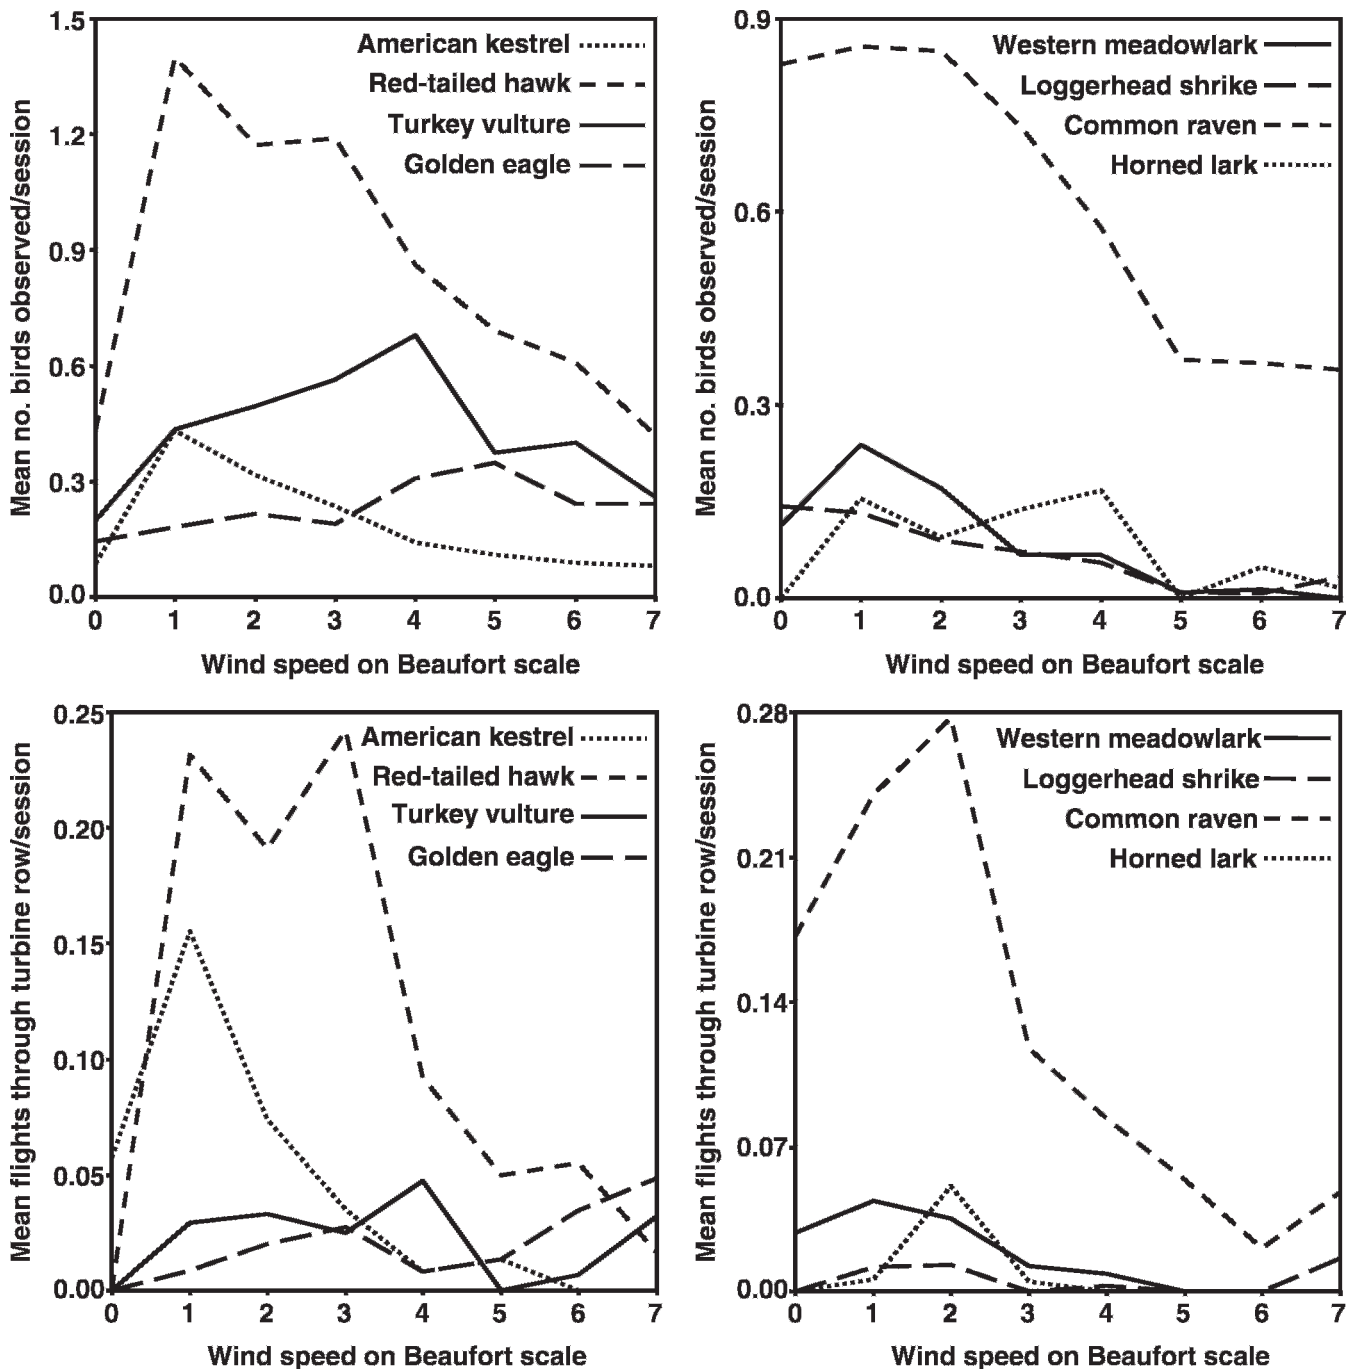 Mean no. birds observed/session
1.5
1.2
0.9
0.6
0.3
0.0
American kestrel
Red-tailed hawk
Turkey vulture
Golden eagle
0 1 2 3 4 5 6 7
Wind speed on Beaufort scale
Mean no. birds observed/session
0.9
0.6
0.3
0.0
Western meadowlark
Loggerhead shrike
Common raven
Horned lark
0 1 2 3 4 5 6 7
Wind speed on Beaufort scale
Mean flights through turbine row/session
0.25
0.20
0.15
0.10
0.05
0.00
American kestrel
Red-tailed hawk
Turkey vulture
Golden eagle
0 1 2 3 4 5 6 7
Wind speed on Beaufort scale
Mean flights through turbine row/session
0.28
0.21
0.14
0.07
0.00
Western meadowlark
Loggerhead shrike
Common raven
Horned lark
0 1 2 3 4 5 6 7
Wind speed on Beaufort scale